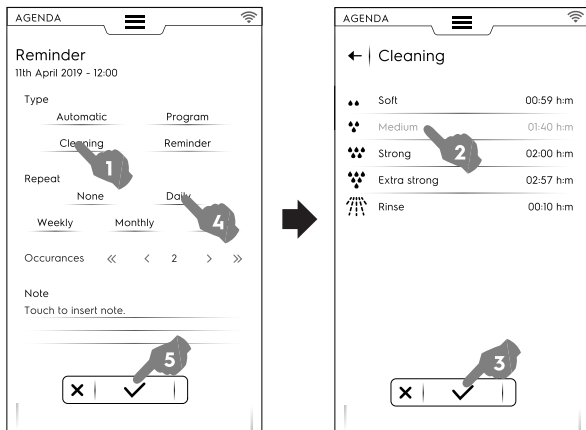 AGENDA
Reminder
11th April 2019 - 12:00
Type
Automatic Program
Cleaning Reminder
1
Repeat
None Daily
4
Weekly Monthly
Occurances « < 2 > »
Note
Touch to insert note.
5
AGENDA
Cleaning
Soft 00:59 h:m
Medium 01:40 h:m
2
Strong 02:00 h:m
Extra strong 02:57 h:m
Rinse 00:10 h:m
3